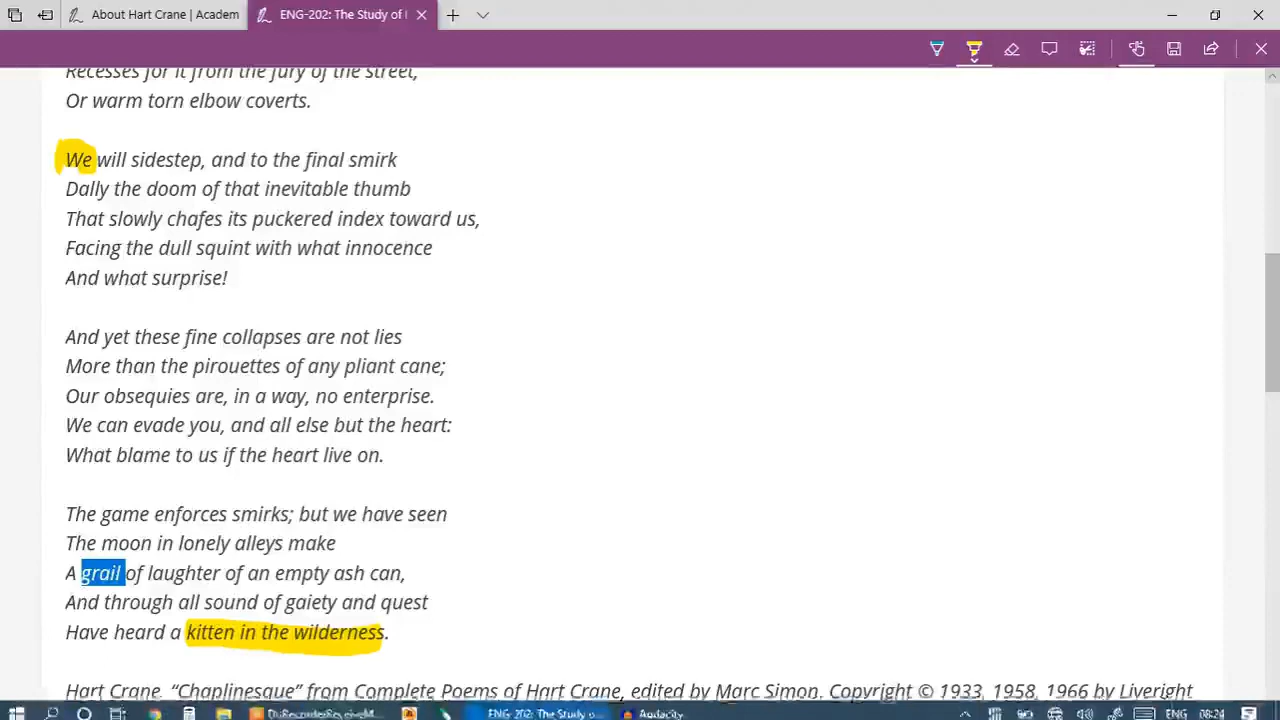 About Hart Crane | Academ
ENG-202: The Study of
Recesses for it from the fury of the street,
Or warm torn elbow coverts.
We will sidestep, and to the final smirk
Dally the doom of that inevitable thumb
That slowly chafes its puckered index toward us,
Facing the dull squint with what innocence
And what surprise!
And yet these fine collapses are not lies
More than the pirouettes of any pliant cane;
Our obsequies are, in a way, no enterprise.
We can evade you, and all else but the heart:
What blame to us if the heart live on.
The game enforces smirks; but we have seen
The moon in lonely alleys make
A grail of laughter of an empty ash can,
And through all sound of gaiety and quest
Have heard a kitten in the wilderness.
Hart Crane, “Chaplinesque” from Complete Poems of Hart Crane, edited by Marc Simon. Copyright © 1933, 1958, 1966 by Liveright
ENG-202: The Study o
Audacity
ENG
08:24